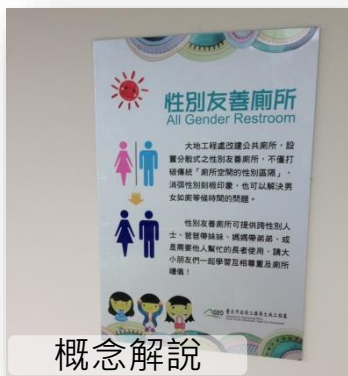 性別友善廁所
All Gender Restroom
大地工程處改建公共廁所，設
置分散式之性別友善廁所，不僅打
破傳統「廁所空間的性別區隔」，
消弭性別刻板印象，也可以解決男
女如廁等候時間的問題。
性別友善廁所可提供跨性別人
士、爸爸帶妹妹、媽媽帶弟弟、或
是需要他人幫忙的長者使用，請大
小朋友們一起學習互相尊重及廁所
禮儀！
GEO 臺北市政府工務局大地工程處
概念解說